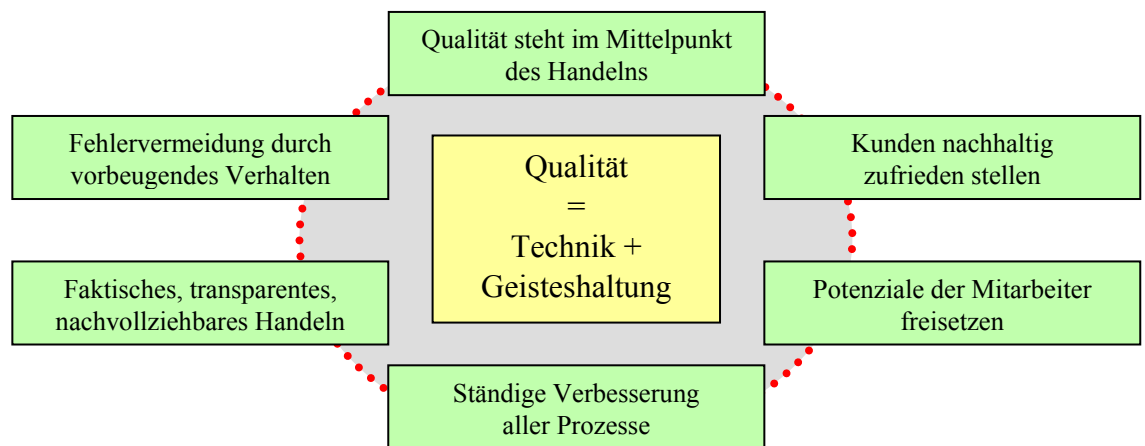 Qualität steht im Mittelpunkt
des Handelns
Fehlervermeidung durch
vorbeugendes Verhalten
Qualität
=
Technik +
Geisteshaltung
Kunden nachhaltig
zufrieden stellen
Faktisches, transparentes,
nachvollziehbares Handeln
Potenziale der Mitarbeiter
freisetzen
Ständige Verbesserung
aller Prozesse